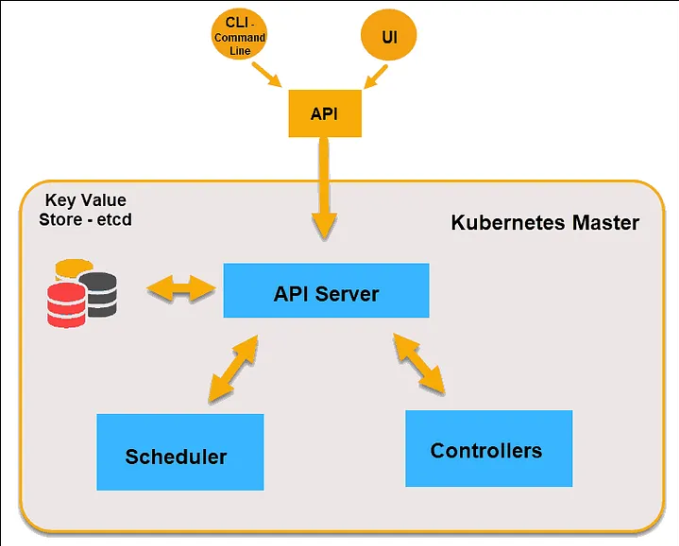 CLI -
Command
Line
UI
API
Key Value
Store - etcd
Kubernetes Master
API Server
Scheduler
Controllers